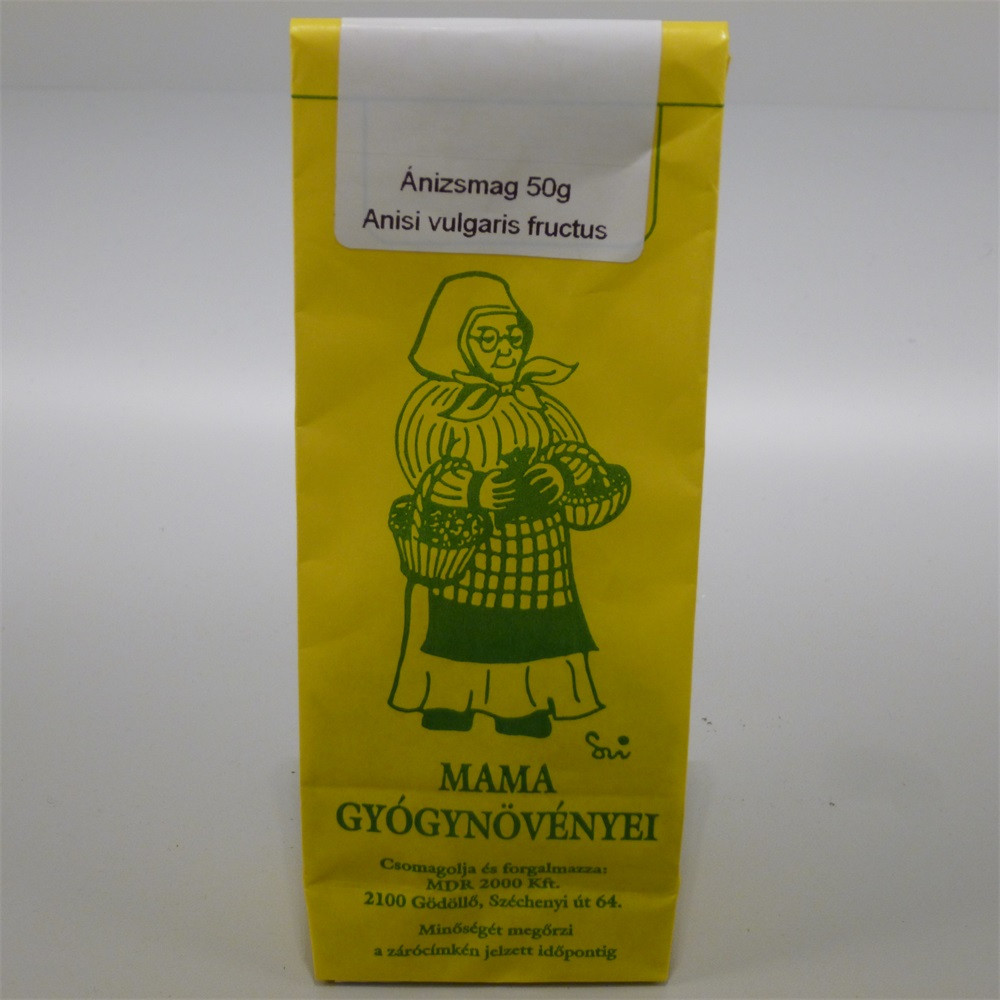 Ánizsmag 50g
Anisi vulgaris fructus
Sri
MAMA
GYÓGYNÖVÉNYEI
Csomagolja és forgalmazza:
MDR 2000 Kft.
2100 Gödöllő, Széchenyi út 64.
Minőségét megőrzi
a zárócímkén jelzett időpontig